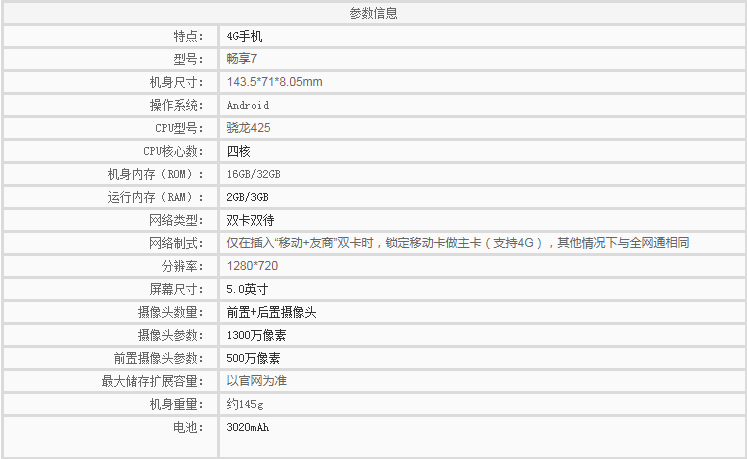 参数信息
特点： 4G手机
型号： 畅享7
机身尺寸： 143.5*71*8.05mm
操作系统： Android
CPU型号： 骁龙425
CPU核心数： 四核
机身内存（ROM）： 16GB/32GB
运行内存（RAM）： 2GB/3GB
网络类型： 双卡双待
网络制式： 仅在插入“移动+友商”双卡时，锁定移动卡做主卡（支持4G），其他情况下与全网通相同
分辨率： 1280*720
屏幕尺寸： 5.0英寸
摄像头数量： 前置+后置摄像头
摄像头参数： 1300万像素
前置摄像头参数： 500万像素
最大储存扩展容量： 以官网为准
机身重量： 约145g
电池： 3020mAh